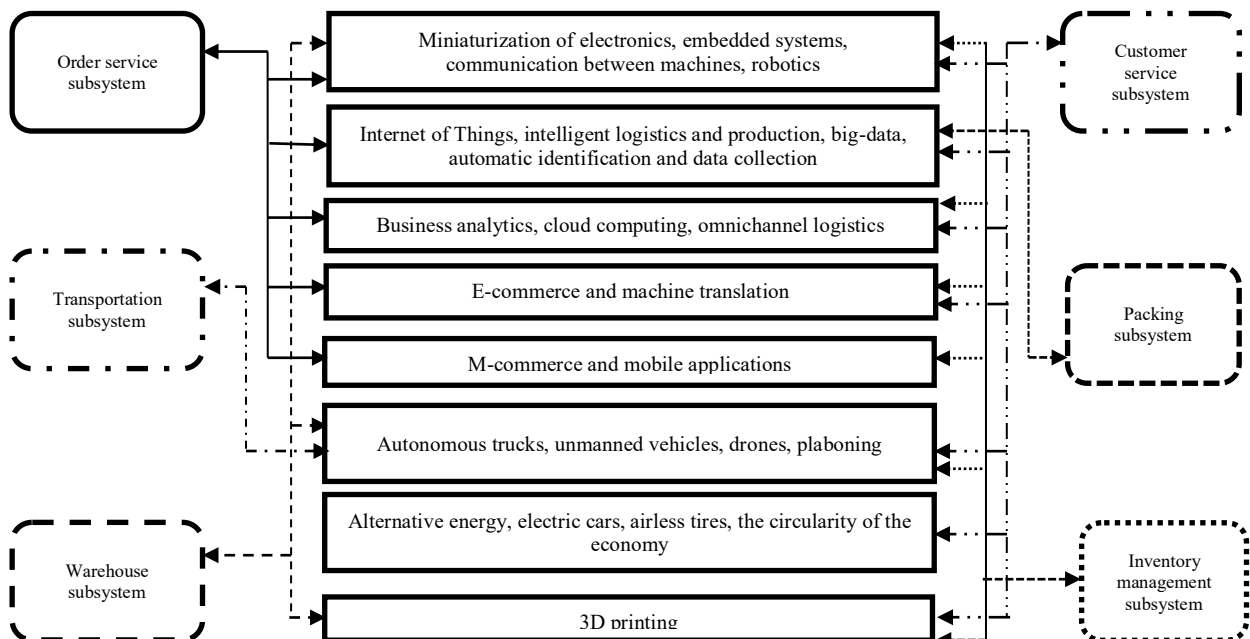 Order service
subsystem
Miniaturization of electronics, embedded systems,
communication between machines, robotics
Customer
service
subsystem
Internet of Things, intelligent logistics and production, big-data,
automatic identification and data collection
Business analytics, cloud computing, omnichannel logistics
Transportation
subsystem
E-commerce and machine translation
Packing
subsystem
M-commerce and mobile applications
Autonomous trucks, unmanned vehicles, drones, plaboning
Alternative energy, electric cars, airless tires, the circularity of the
economy
Warehouse
subsystem
Inventory
management
subsystem
3D printing